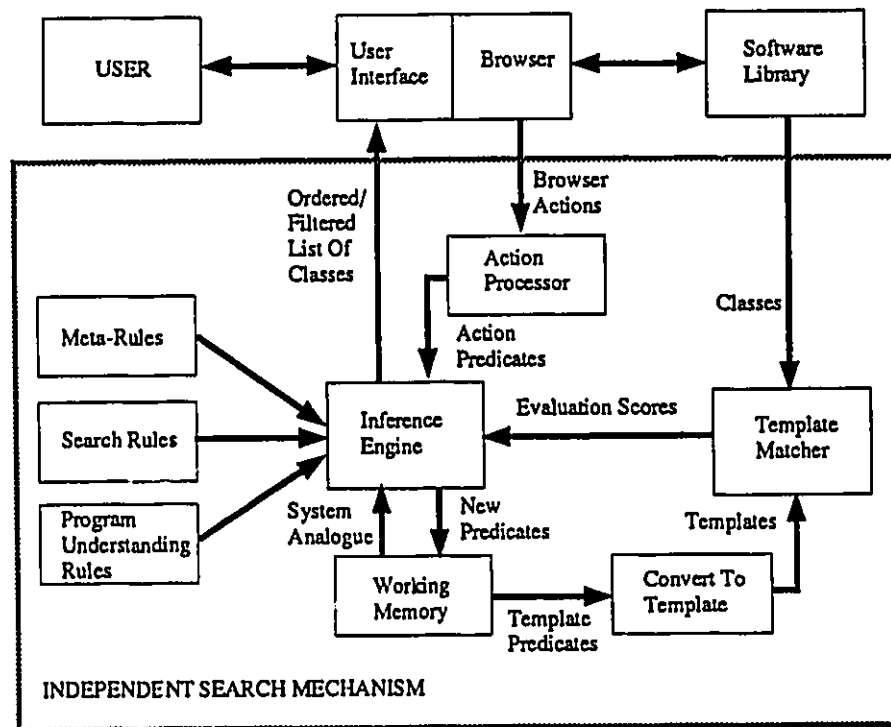 USER
User
Interface
Browser
Software
Library
Ordered/
Filtered
List Of
Classes
Browser
Actions
Action
Processor
Classes
Meta-Rules
Action
Predicates
Search Rules
Inference
Engine
Evaluation Scores
Template
Matcher
Program
Understanding
Rules
System
Analogue
New
Predicates
Templates
Working
Memory
Template
Predicates
Convert To
Template
INDEPENDENT SEARCH MECHANISM